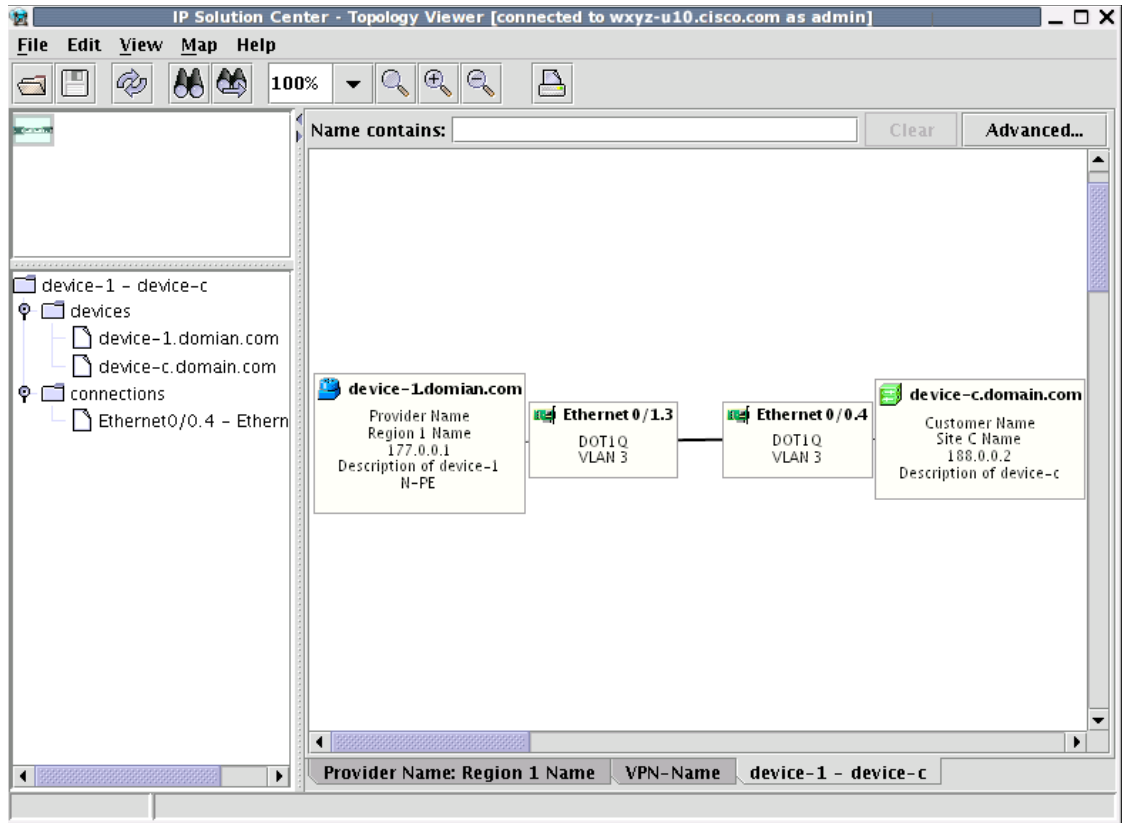 IP Solution Center - Topology Viewer [connected to wxyz-u10.cisco.com as admin]
File Edit View Map Help
100%
Name contains: Clear Advanced...
device-1 - device-c
devices
device-1.domian.com
device-c.domain.com
connections
Ethernet0/0.4 - Ethern
device-1.domian.com
Provider Name
Region 1 Name
177.0.0.1
Description of device-1
N-PE
Ethernet 0/1.3
DOT1Q
VLAN 3
Ethernet 0/0.4
DOT1Q
VLAN 3
device-c.domain.com
Customer Name
Site C Name
188.0.0.2
Description of device-c
Provider Name: Region 1 Name VPN-Name device-1 - device-c